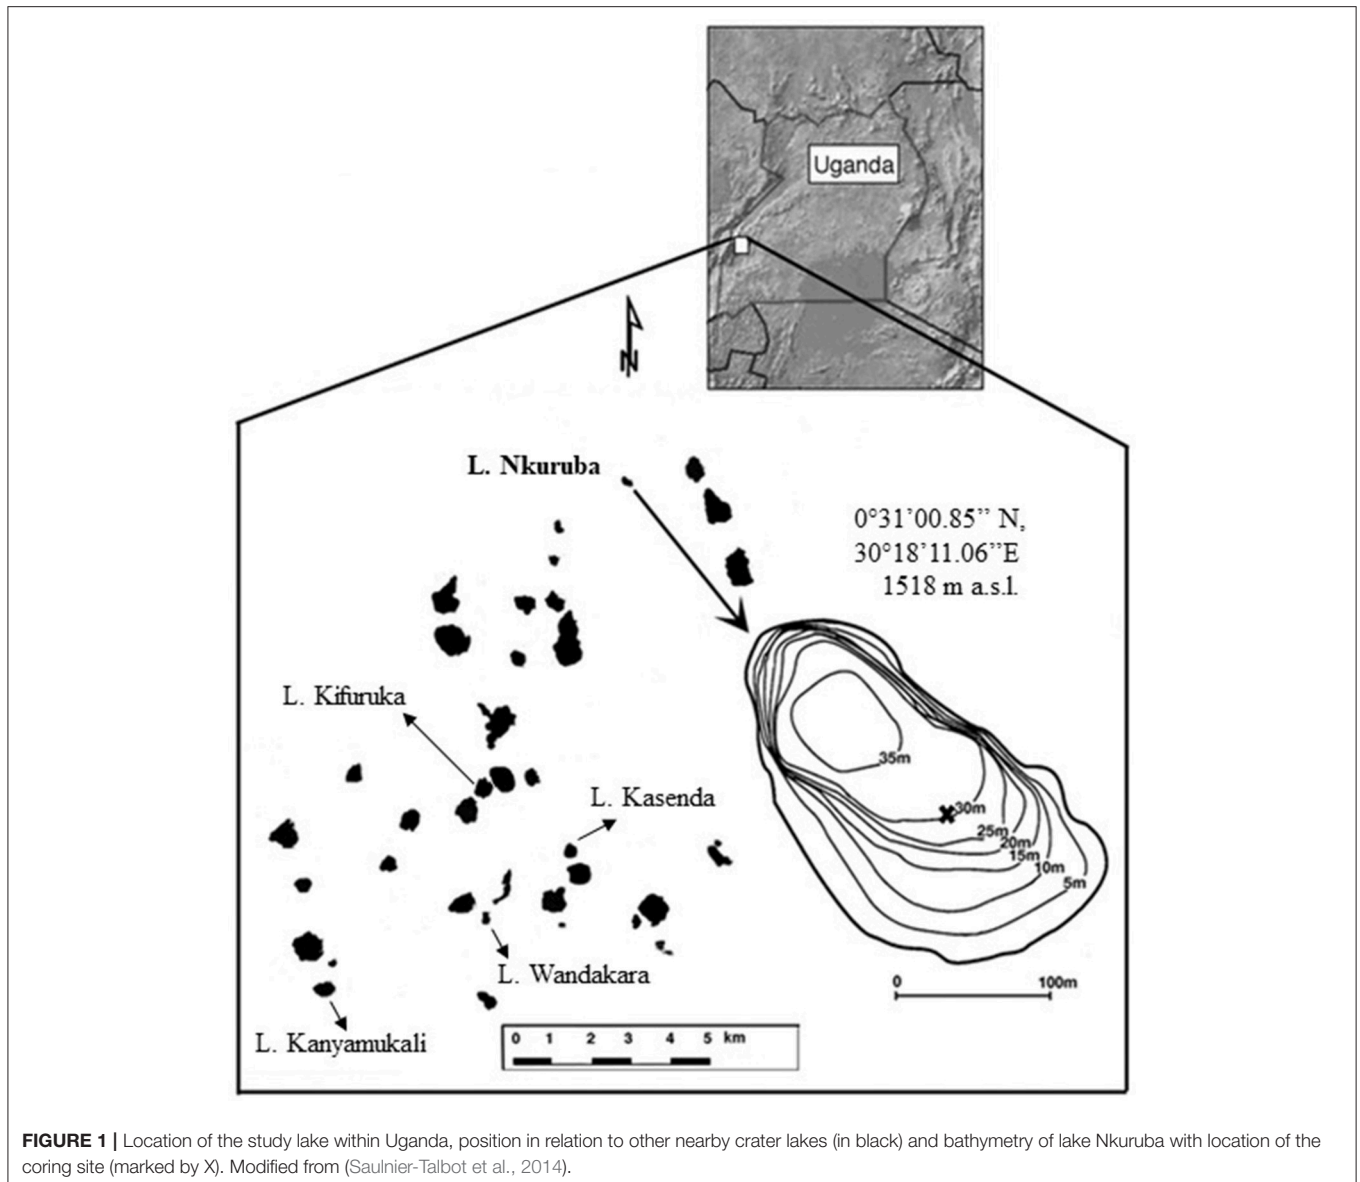 Uganda
N
L. Nkuruba
0°31’00.85” N,
30°18’11.06”E
1518 m a.s.l.
L. Kifuruka
35m
L. Kasenda
30m
25m
20m
15m
10m
5m
L. Wandakara
0 100m
L. Kanyamukali
0 1 2 3 4 5 km
FIGURE 1 | Location of the study lake within Uganda, position in relation to other nearby crater lakes (in black) and bathymetry of lake Nkuruba with location of the
coring site (marked by X). Modified from (Saulnier-Talbot et al., 2014).